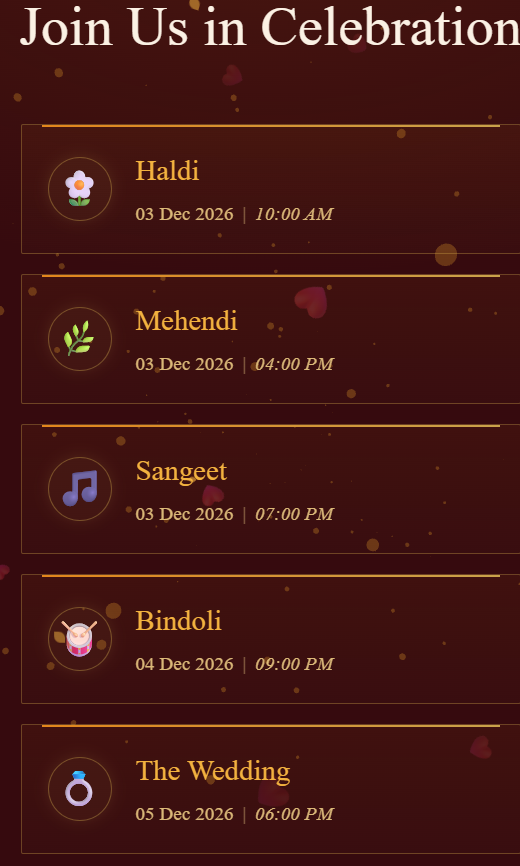 Join Us in Celebration
Haldi
03 Dec 2026 | 10:00 AM
Mehendi
03 Dec 2026 | 04:00 PM
Sangeet
03 Dec 2026 | 07:00 PM
Bindoli
04 Dec 2026 | 09:00 PM
The Wedding
05 Dec 2026 | 06:00 PM